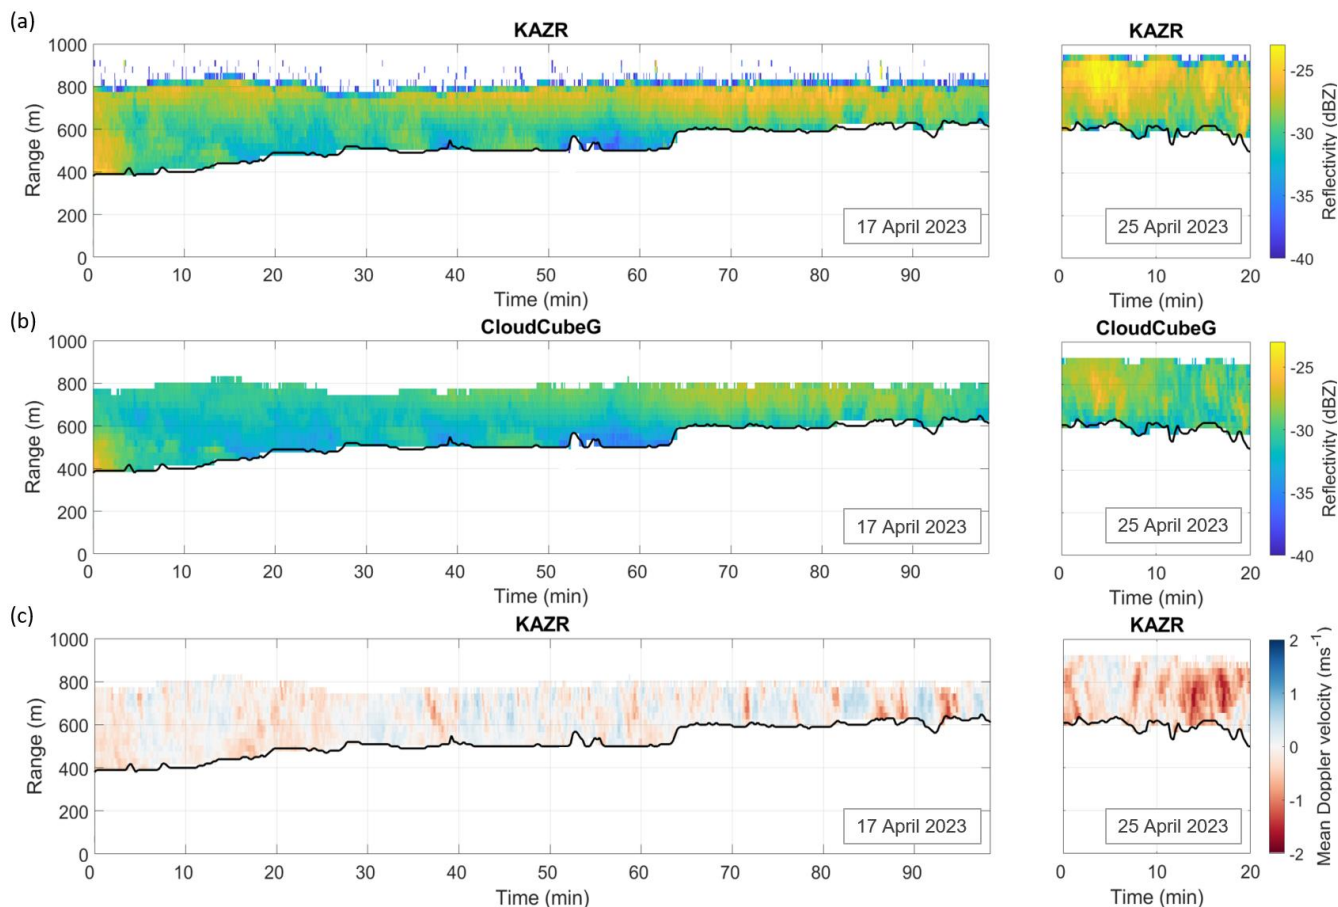 (a)
KAZR
KAZR
1000
800
600
400
200
0
Range (m)
17 April 2023
25 April 2023
0 10 20 30 40 50 60 70 80 90
0 10 20
Time (min)
Time (min)
-25
-30
-35
-40
Reflectivity (dBZ)
(b)
CloudCubeG
CloudCubeG
1000
800
600
400
200
0
Range (m)
17 April 2023
25 April 2023
0 10 20 30 40 50 60 70 80 90
0 10 20
Time (min)
Time (min)
-25
-30
-35
-40
Reflectivity (dBZ)
(c)
KAZR
KAZR
1000
800
600
400
200
0
Range (m)
17 April 2023
25 April 2023
0 10 20 30 40 50 60 70 80 90
0 10 20
Time (min)
Time (min)
2
1
0
-1
-2
Mean Doppler velocity (ms⁻¹)